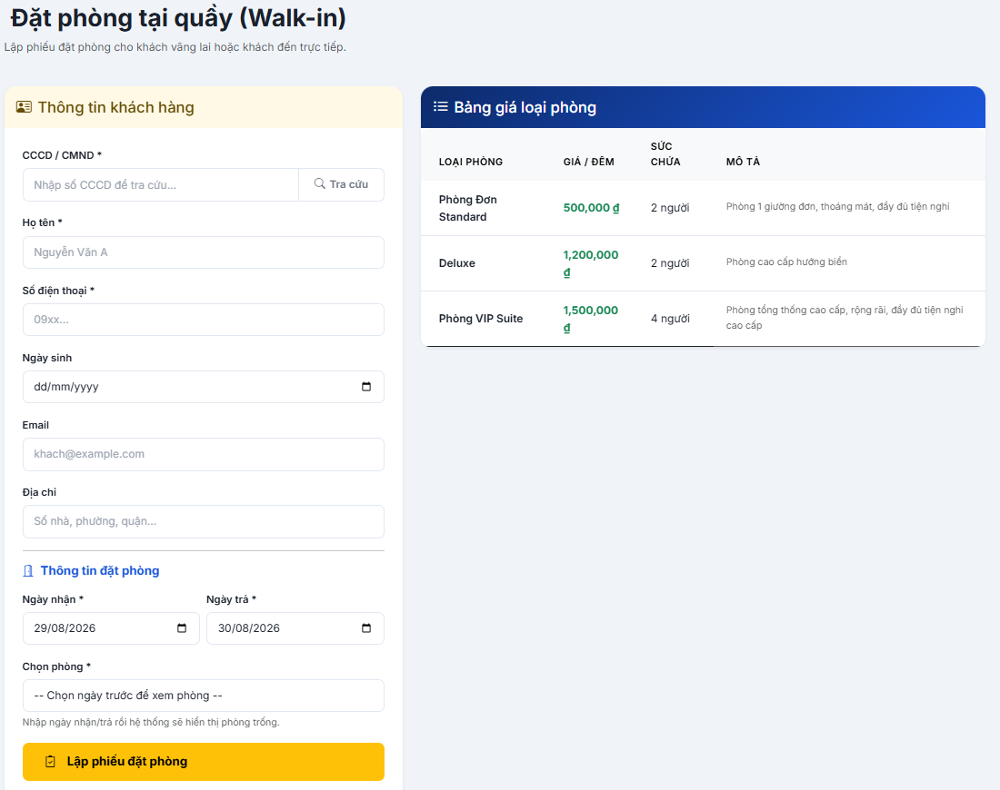 Đặt phòng tại quầy (Walk-in)
Lập phiếu đặt phòng cho khách vãng lai hoặc khách đến trực tiếp.
Thông tin khách hàng
CCCD / CMND *
Nhập số CCCD để tra cứu...
Tra cứu
Họ tên *
Nguyễn Văn A
Số điện thoại *
09xx...
Ngày sinh
dd/mm/yyyy
Email
khach@example.com
Địa chỉ
Số nhà, phường, quận...
Thông tin đặt phòng
Ngày nhận *
Ngày trả *
29/08/2026
30/08/2026
Chọn phòng *
-- Chọn ngày trước để xem phòng --
Nhập ngày nhận/trả rồi hệ thống sẽ hiển thị phòng trống.
Lập phiếu đặt phòng
Bảng giá loại phòng
LOẠI PHÒNG
GIÁ / ĐÊM
SỨC
CHỨA
MÔ TẢ
Phòng Đơn
Standard
500,000 ₫
2 người
Phòng 1 giường đơn, thoáng mát, đầy đủ tiện nghi
Deluxe
1,200,000
₫
2 người
Phòng cao cấp hướng biển
Phòng VIP Suite
1,500,000
₫
4 người
Phòng tổng thống cao cấp, rộng rãi, đầy đủ tiện nghi
cao cấp